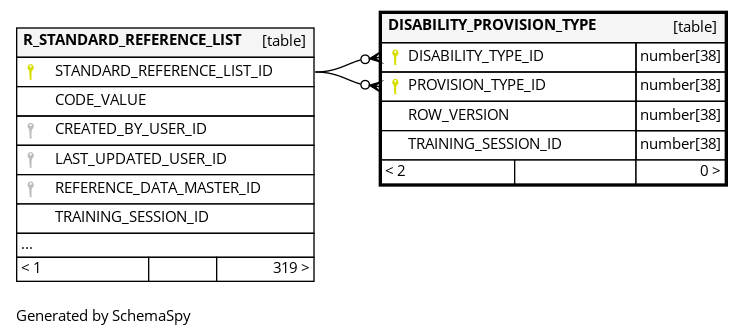 R_STANDARD_REFERENCE_LIST [table]
STANDARD_REFERENCE_LIST_ID
CODE_VALUE
CREATED_BY_USER_ID
LAST_UPDATED_USER_ID
REFERENCE_DATA_MASTER_ID
TRAINING_SESSION_ID
...
< 1 319 >
DISABILITY_PROVISION_TYPE [table]
DISABILITY_TYPE_ID number[38]
PROVISION_TYPE_ID number[38]
ROW_VERSION number[38]
TRAINING_SESSION_ID number[38]
< 2 0 >
Generated by SchemaSpy